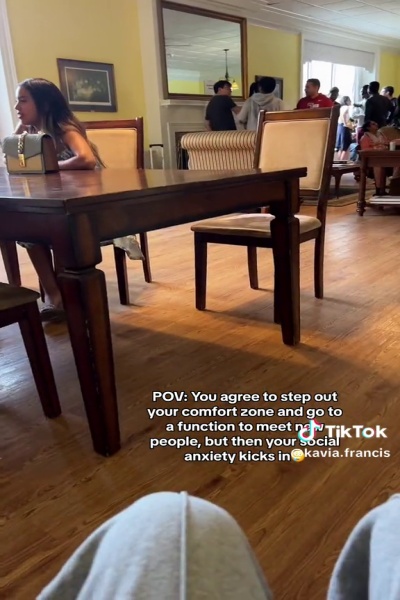 POV: You agree to step out
your comfort zone and go to
a function to meet new
people, but then your social
anxiety kicks in😳
TikTok
@kavia.francis